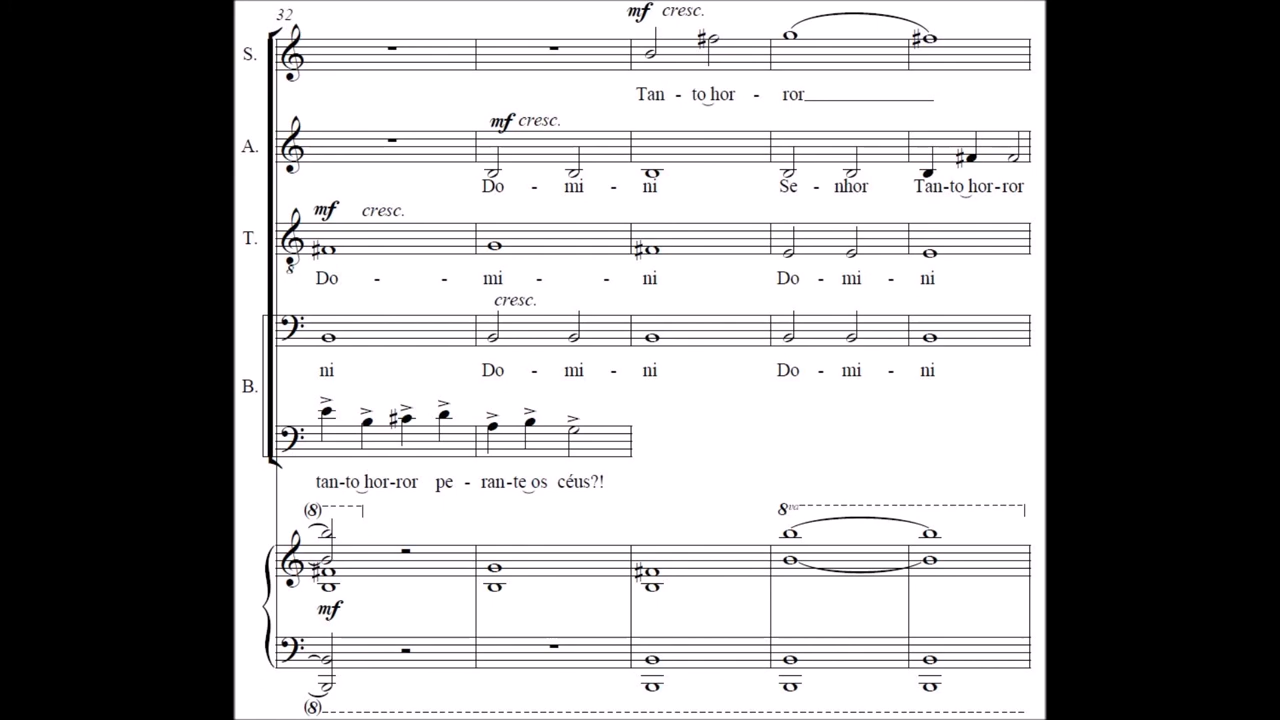 32
mf cresc.
S.
Tan - to hor - ror
mf cresc.
A.
Do - mi - ni Se - nhor Tan-to hor-ror
mf cresc.
T.
8
Do - - mi - - ni Do - mi - ni
cresc.
ni Do - mi - ni Do - mi - ni
B.
tan-to hor-ror pe - ran-te os céus?!
(8) 8va
mf
(8)